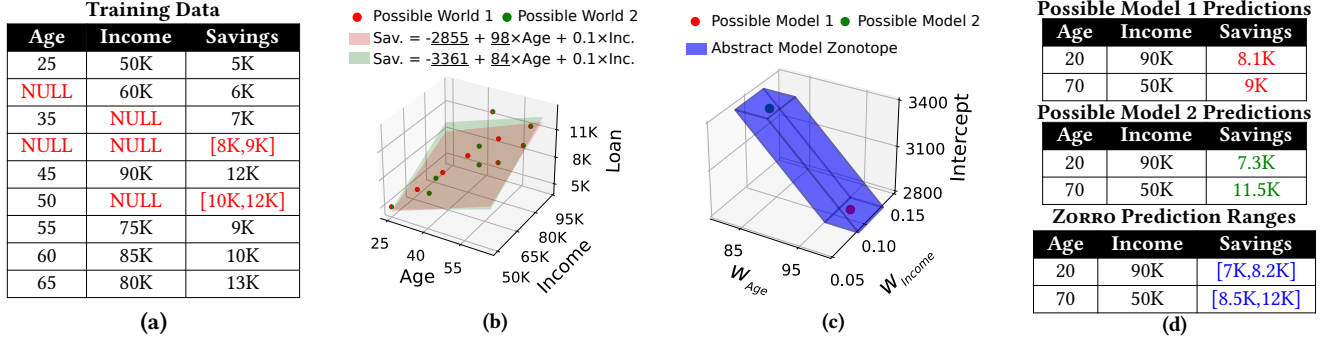 Training Data
Age Income Savings
25 50K 5K
NULL 60K 6K
35 NULL 7K
NULL NULL [8K,9K]
45 90K 12K
50 NULL [10K,12K]
55 75K 9K
60 85K 10K
65 80K 13K
(a)
Possible World 1 Possible World 2
Sav. = -2855 + 98×Age + 0.1×Inc.
Sav. = -3361 + 84×Age + 0.1×Inc.
11K
8K
5K
Loan
25
40
55
Age
50K
65K
80K
95K
Income
(b)
Possible Model 1 Possible Model 2
Abstract Model Zonotope
3400
3100
2800
Intercept
85
95
W Age
0.05
0.10
0.15
W Income
(c)
Possible Model 1 Predictions
Age Income Savings
20 90K 8.1K
70 50K 9K
Possible Model 2 Predictions
Age Income Savings
20 90K 7.3K
70 50K 11.5K
ZORRO Prediction Ranges
Age Income Savings
20 90K [7K,8.2K]
70 50K [8.5K,12K]
(d)